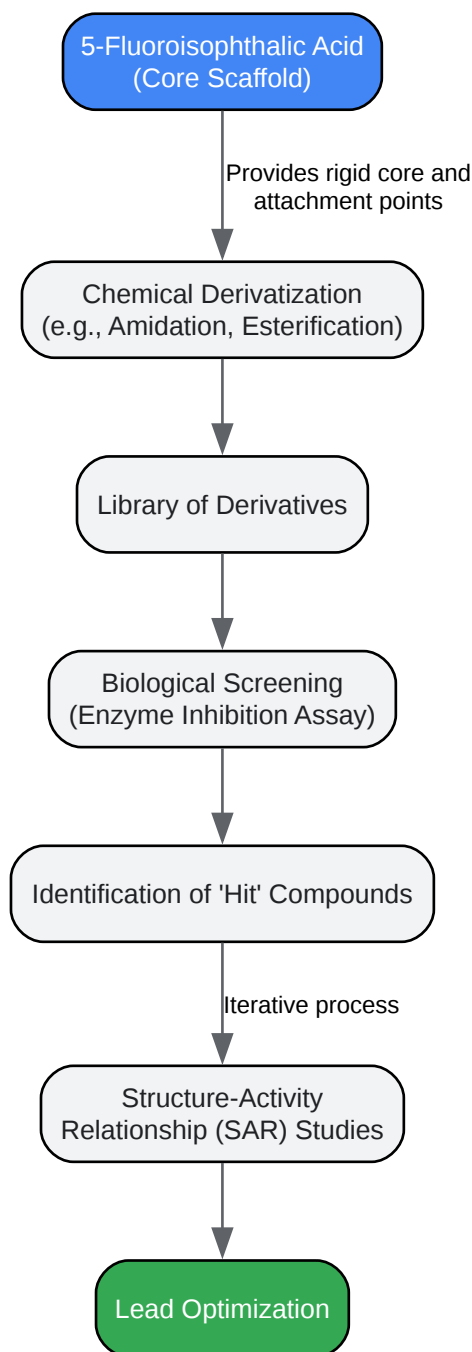 5-Fluoroisophthalic Acid
(Core Scaffold)
Provides rigid core and
attachment points
Chemical Derivatization
(e.g., Amidation, Esterification)
Library of Derivatives
Biological Screening
(Enzyme Inhibition Assay)
Identification of 'Hit' Compounds
Iterative process
Structure-Activity
Relationship (SAR) Studies
Lead Optimization